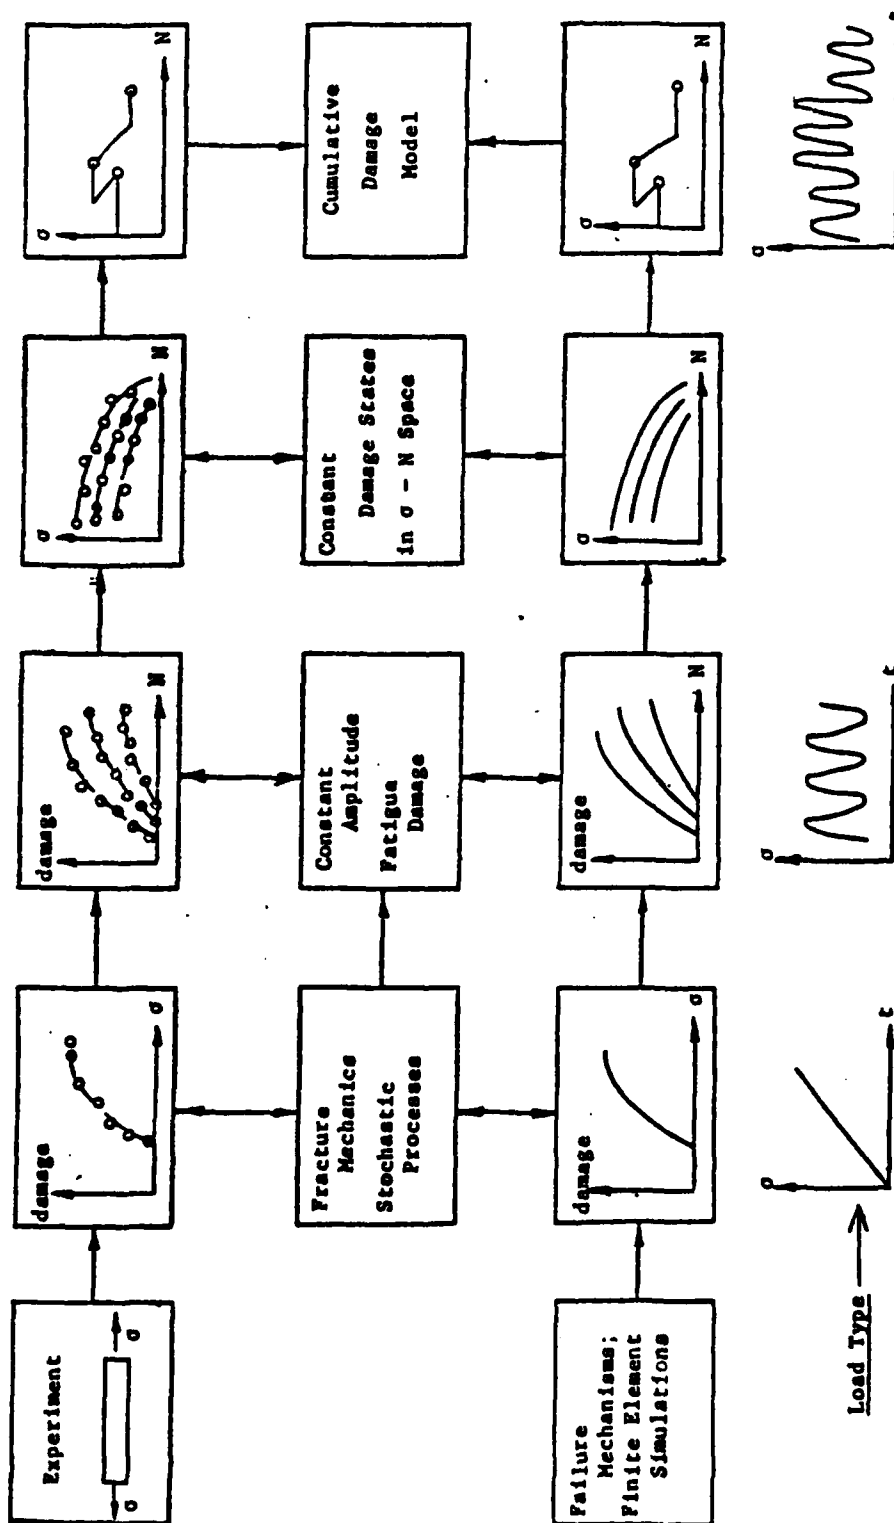 Experiment
σ
σ
damage
σ
damage
N
σ
N
σ
N
Fracture
Mechanics
Stochastic
Processes
Constant
Amplitude
Fatigue
Damage
Constant
Damage States
in σ - N Space
Cumulative
Damage
Model
Failure
Mechanisms;
Finite Element
Simulations
damage
σ
damage
N
σ
N
σ
N
Load Type
σ
t
σ
t
σ